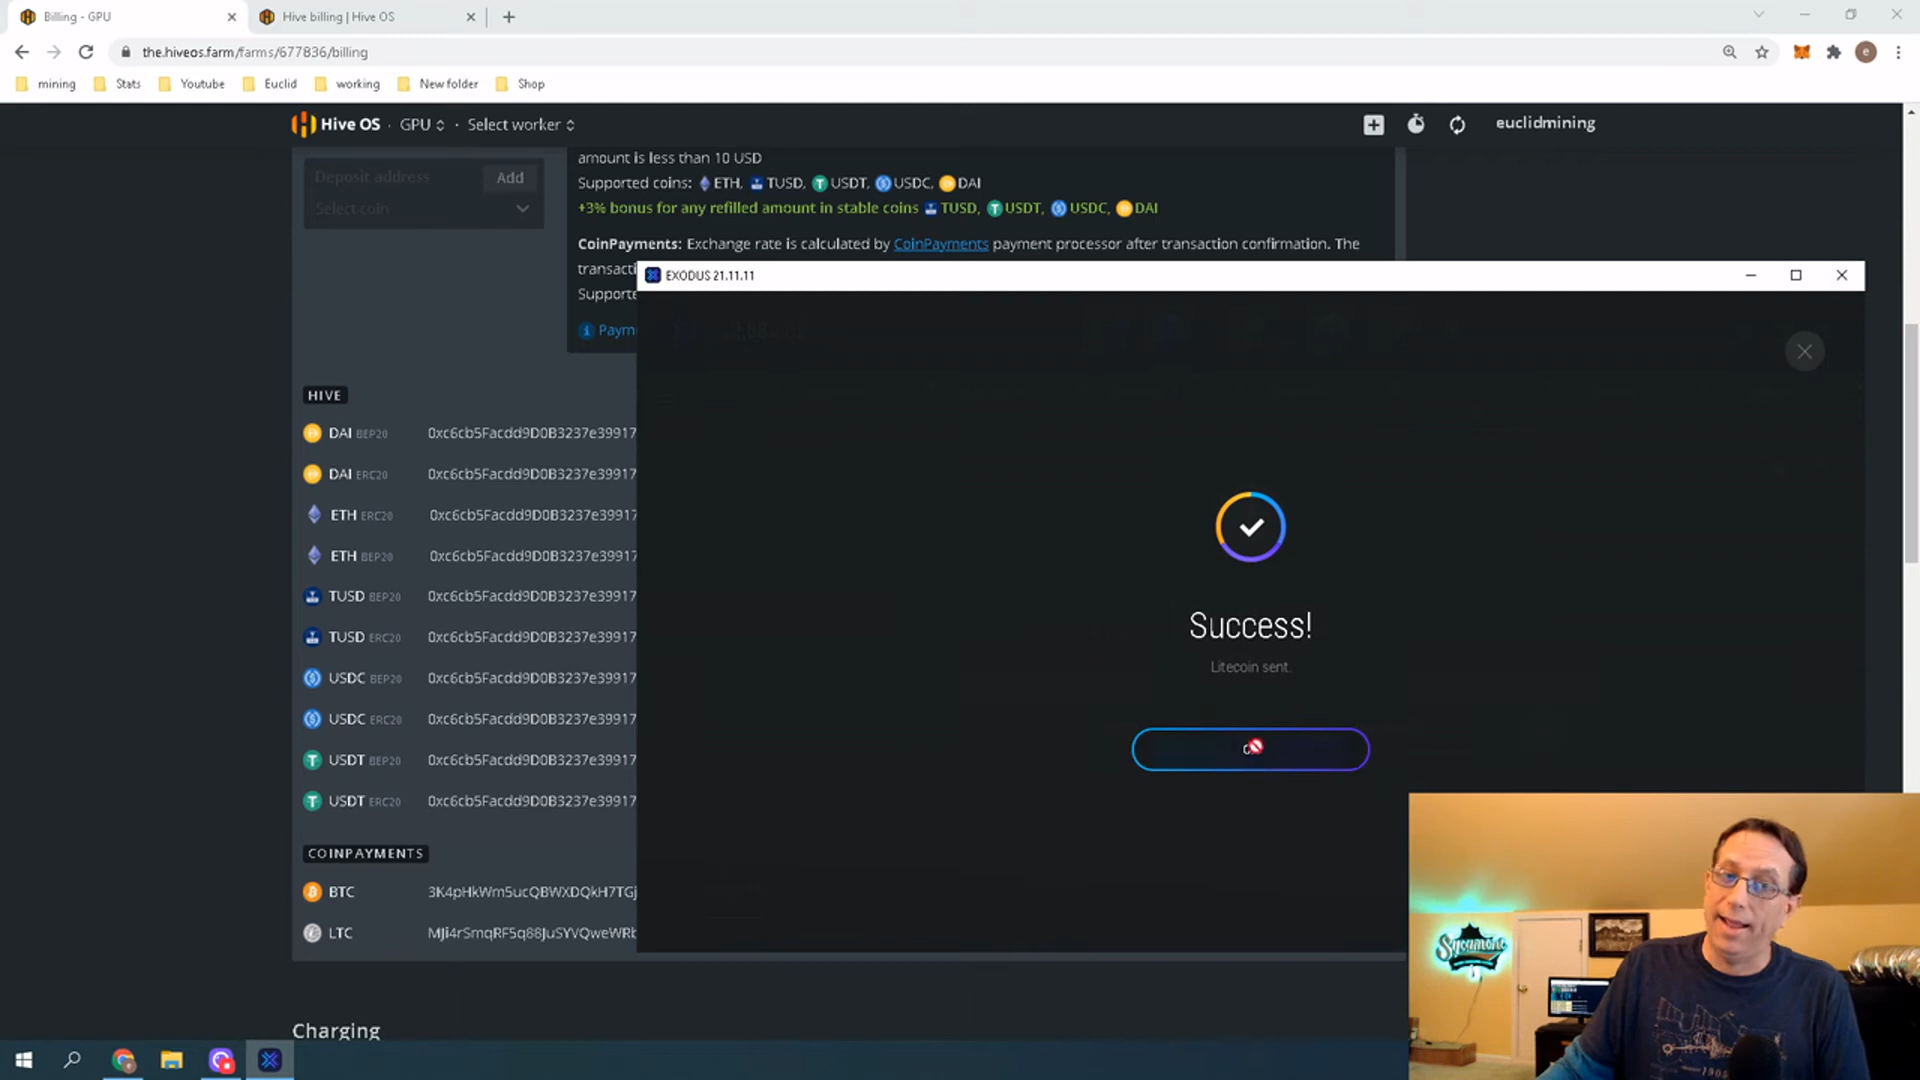 Billing - GPU
Hive billing | Hive OS
the.hiveos.farm/farms/677836/billing
e
mining
Stats
Youtube
Euclid
working
New folder
Shop
Hive OS · GPU · Select worker
euclidmining
Deposit address
Add
Select coin
amount is less than 10 USD
Supported coins: ETH, TUSD, USDT, USDC, DAI
+3% bonus for any refilled amount in stable coins TUSD, USDT, USDC, DAI
CoinPayments: Exchange rate is calculated by CoinPayments payment processor after transaction confirmation. The
EXODUS 21.11.11
HIVE
DAI BEP20 0xc6cb5Facdd9D0B3237e39917
DAI ERC20 0xc6cb5Facdd9D0B3237e39917
ETH ERC20 0xc6cb5Facdd9D0B3237e39917
ETH BEP20 0xc6cb5Facdd9D0B3237e39917
TUSD BEP20 0xc6cb5Facdd9D0B3237e39917
TUSD ERC20 0xc6cb5Facdd9D0B3237e39917
USDC BEP20 0xc6cb5Facdd9D0B3237e39917
USDC ERC20 0xc6cb5Facdd9D0B3237e39917
USDT BEP20 0xc6cb5Facdd9D0B3237e39917
USDT ERC20 0xc6cb5Facdd9D0B3237e39917
Success!
Litecoin sent.
COINPAYMENTS
BTC 3K4pHkWm5ucQBWXDQkH7TGj
LTC MJi4rSmqRF5q88JuSYVQweWRb
Charging
Sycamore